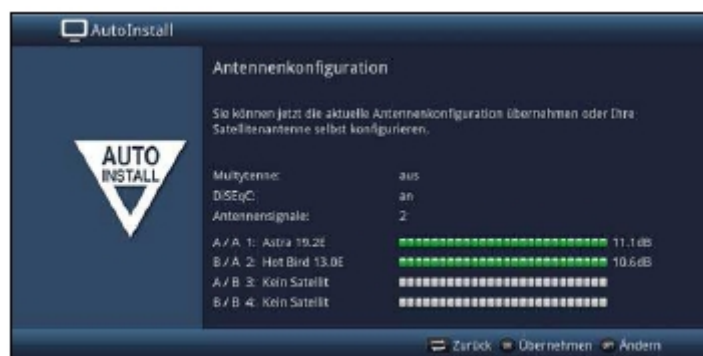 AutoInstall
Antennenkonfiguration
Sie können jetzt die aktuelle Antennenkonfiguration übernehmen oder Ihre
Satellitenantenne selbst konfigurieren.
AUTO
INSTALL
Multytenne: aus
DiSEqC: an
Antennensignale: 2
A / A 1: Astra 19.2E 11.1dB
B / A 2: Hot Bird 13.0E 10.6dB
A / B 3: Kein Satellit
B / B 4: Kein Satellit
Zurück Übernehmen Ändern